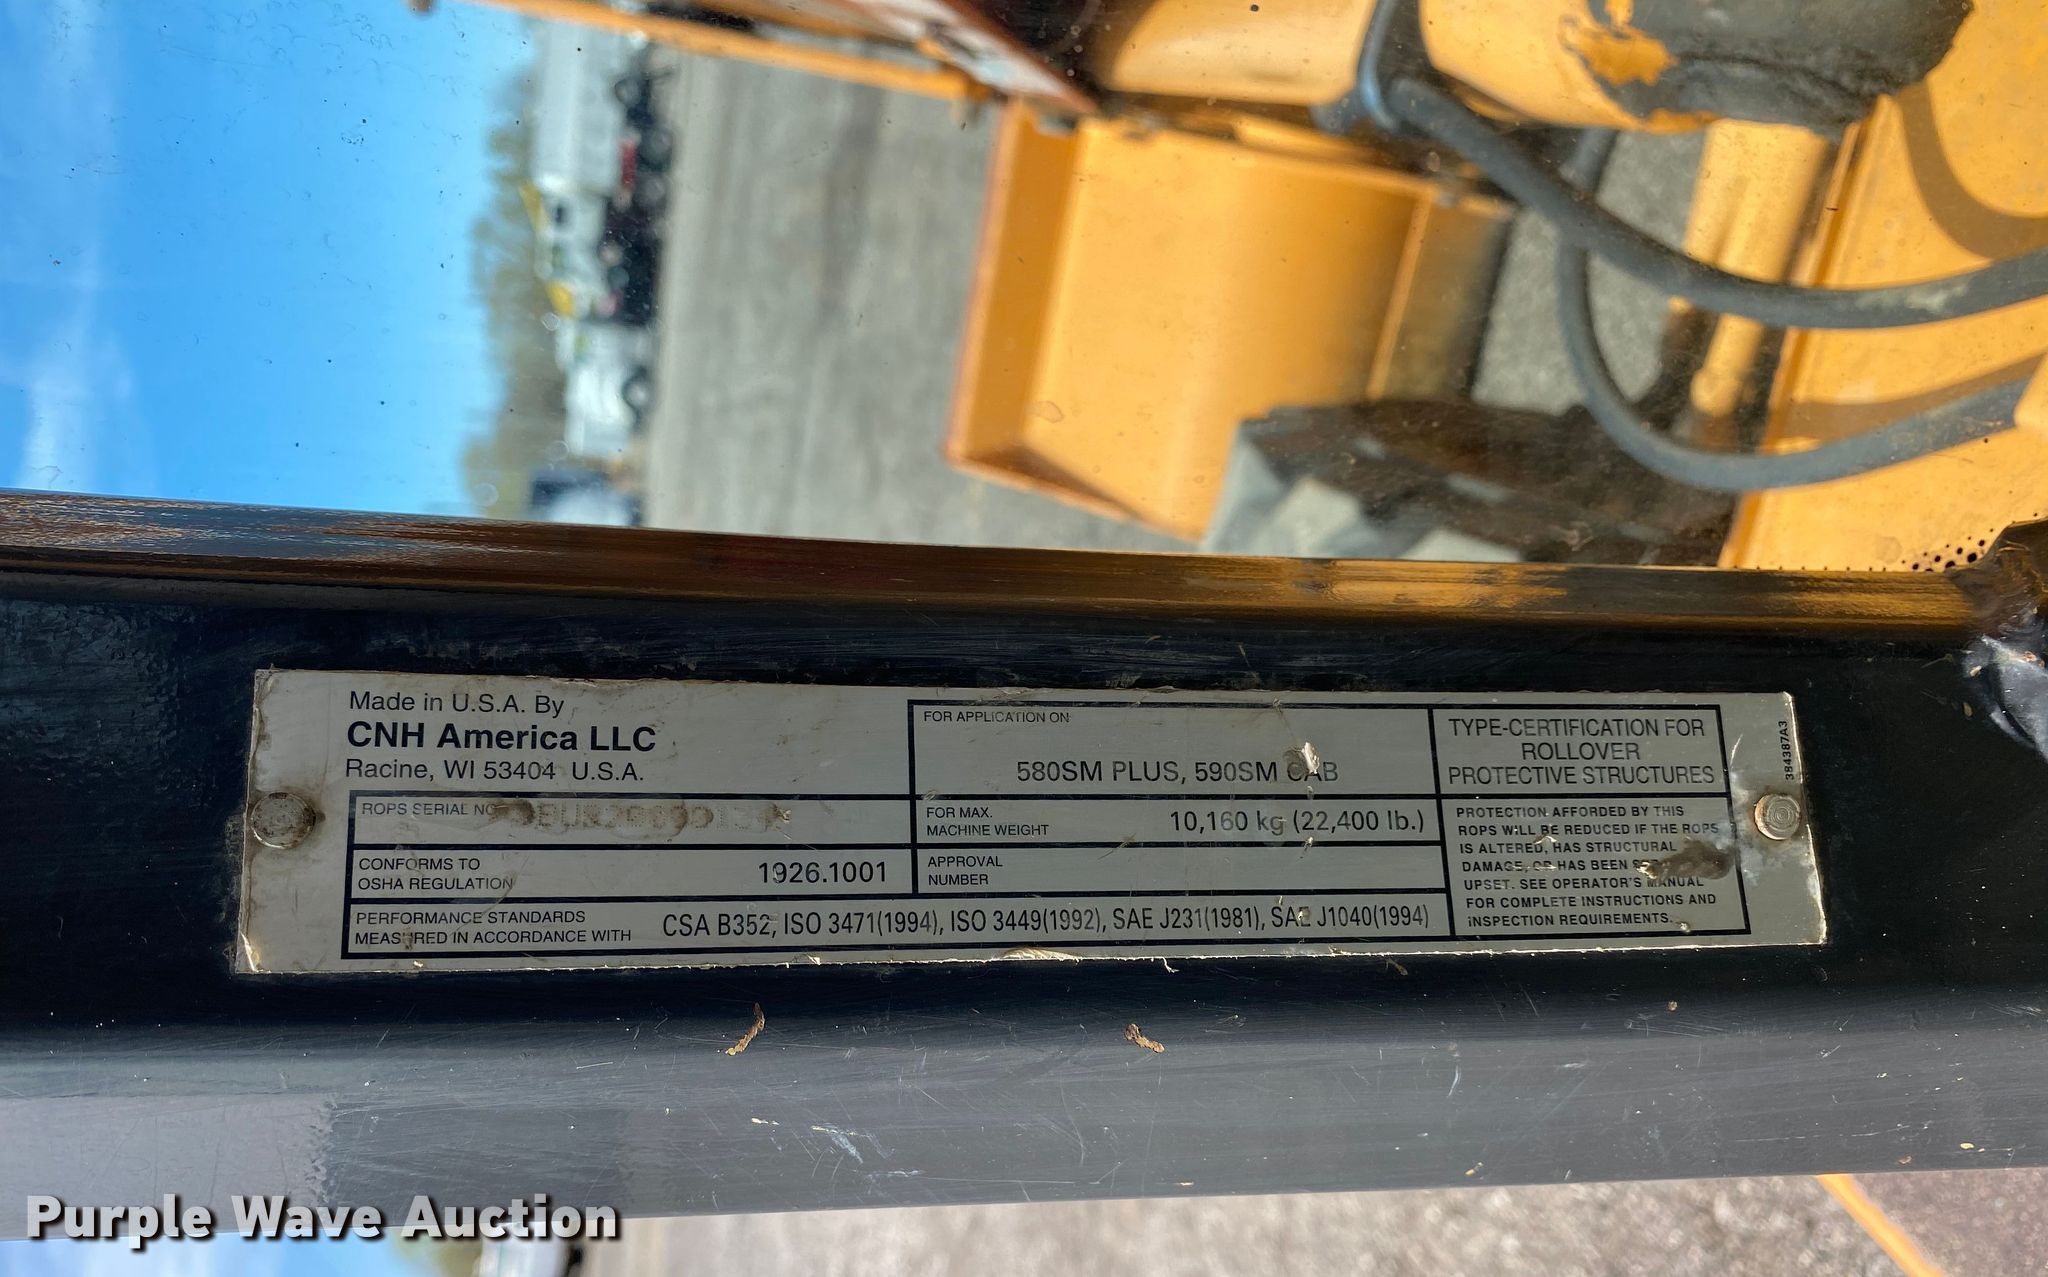 Made in U.S.A. By
CNH America LLC
Racine, WI 53404 U.S.A.
ROPS SERIAL NO.
CONFORMS TO
OSHA REGULATION
1926.1001
PERFORMANCE STANDARDS
MEASURED IN ACCORDANCE WITH
CSA B352, ISO 3471(1994), ISO 3449(1992), SAE J231(1981), SAE J1040(1994)
FOR APPLICATION ON
580SM PLUS, 590SM CAB
FOR MAX.
MACHINE WEIGHT
10,160 kg (22,400 lb.)
APPROVAL
NUMBER
TYPE-CERTIFICATION FOR
ROLLOVER
PROTECTIVE STRUCTURES
PROTECTION AFFORDED BY THIS
ROPS WILL BE REDUCED IF THE ROPS
IS ALTERED, HAS STRUCTURAL
DAMAGE, OR HAS BEEN
UPSET. SEE OPERATOR'S MANUAL
FOR COMPLETE INSTRUCTIONS AND
INSPECTION REQUIREMENTS.
384387A3
Purple Wave Auction